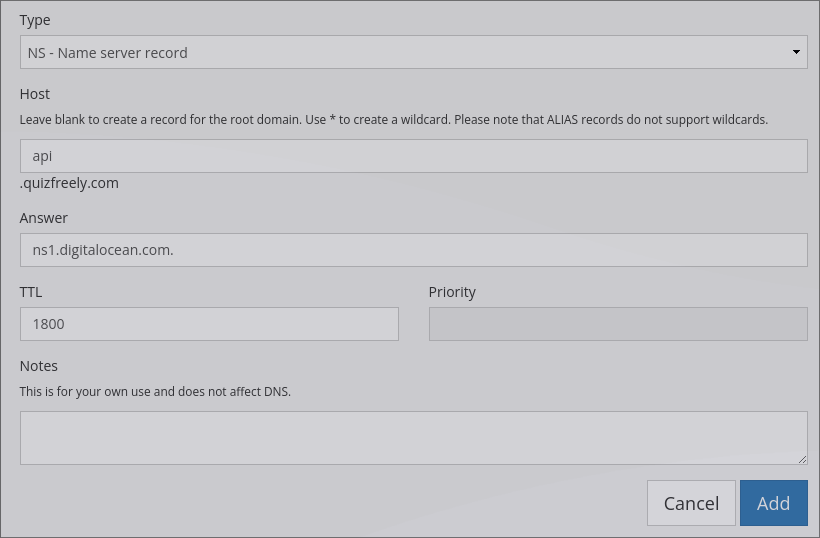 Type
NS - Name server record
Host
Leave blank to create a record for the root domain. Use * to create a wildcard. Please note that ALIAS records do not support wildcards.
api
.quizfreely.com
Answer
ns1.digitalocean.com.
TTL
Priority
1800
Notes
This is for your own use and does not affect DNS.
Cancel
Add